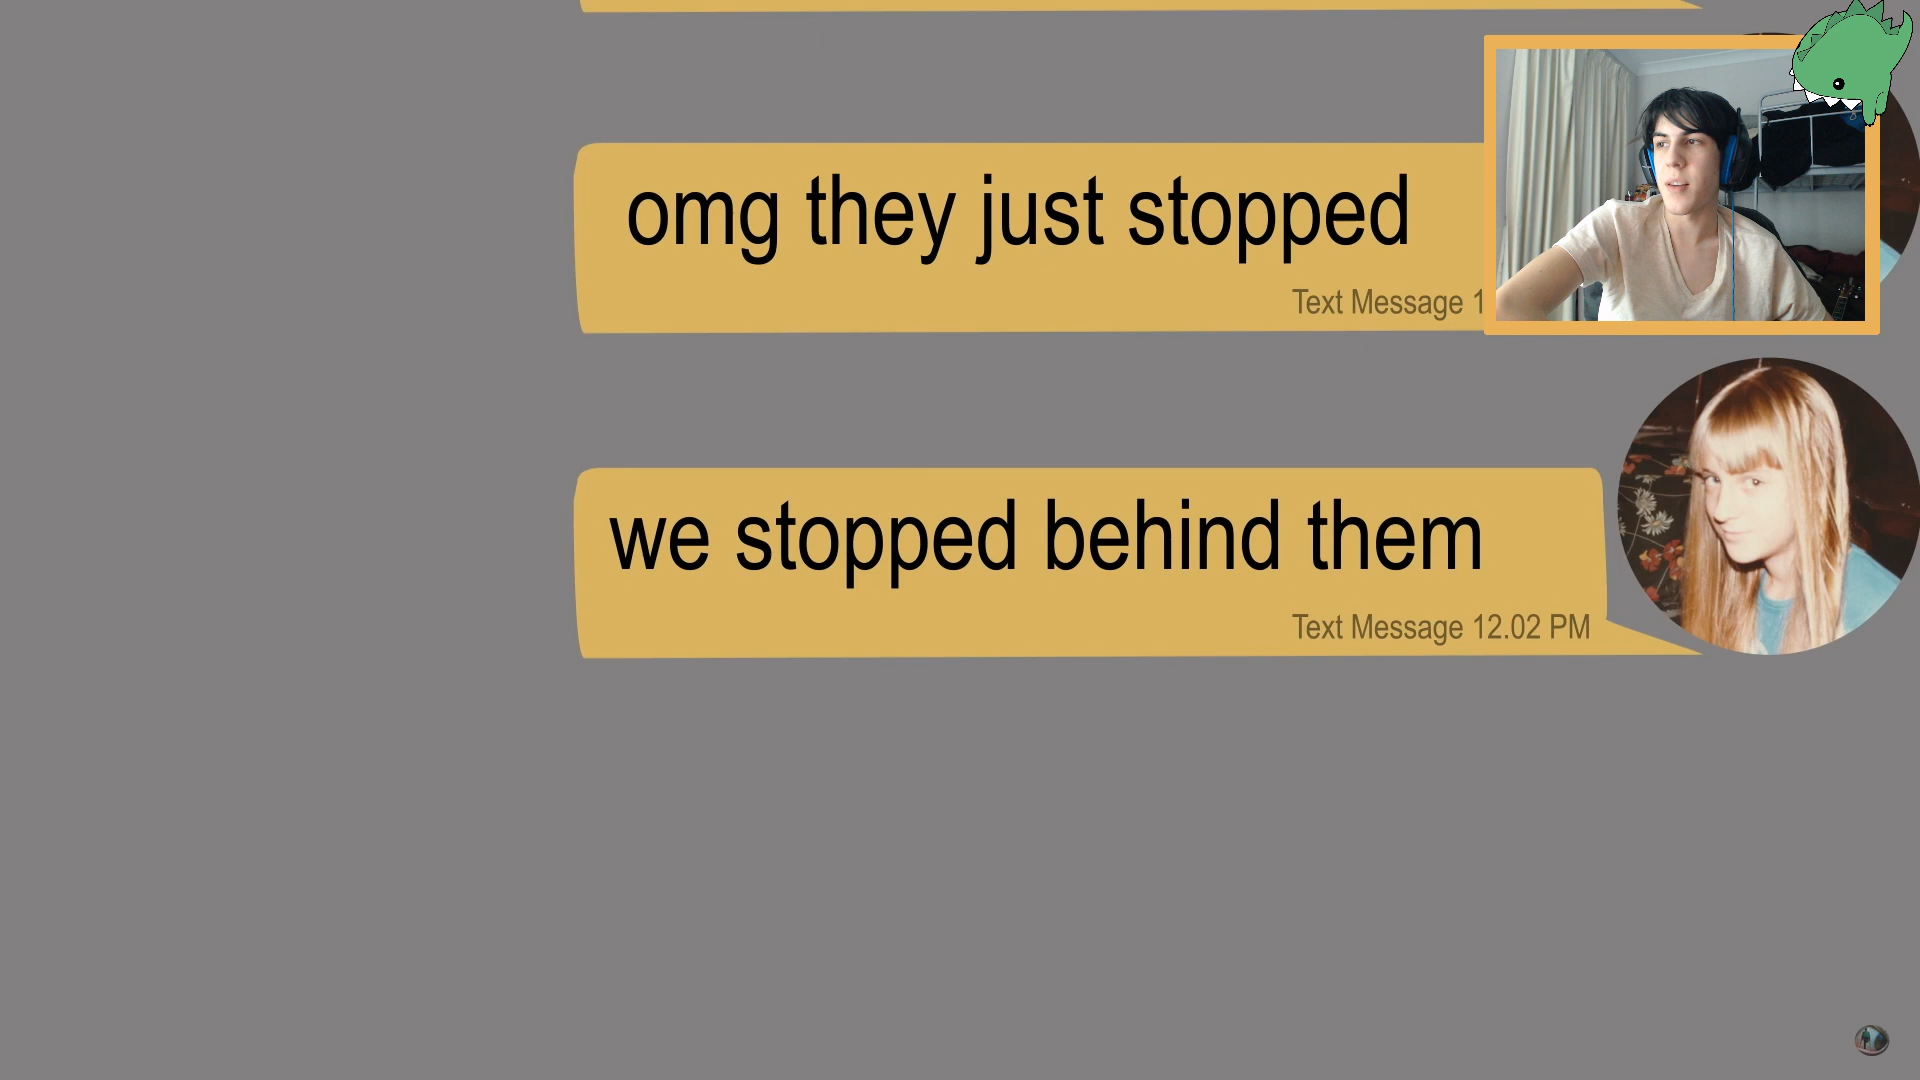 omg they just stopped
Text Message 1
we stopped behind them
Text Message 12.02 PM